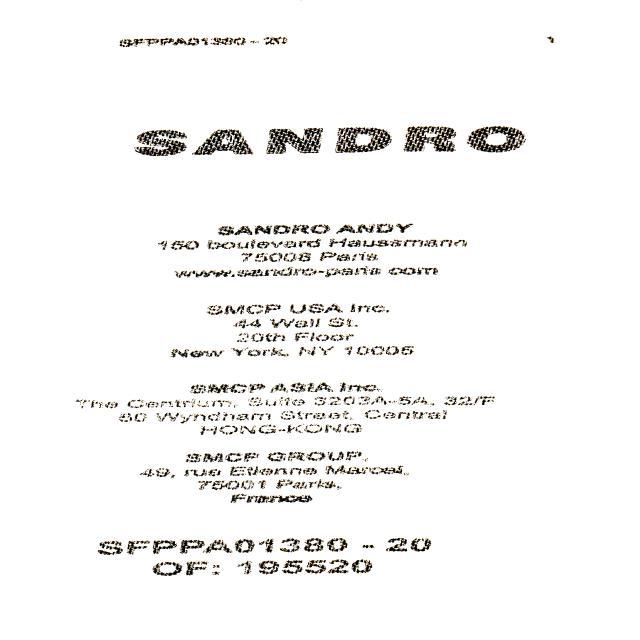 SFPPA01380 - 20
SANDRO
SANDRO ANDY
150 boulevard Haussmann
75008 Paris
www.sandro-paris.com
SMCP USA Inc.
44 Wall St.
20th Floor
New York, NY 10005
SMCP ASIA Inc.
The Centrium, Suite 3203A-5A, 32/F
60 Wyndham Street, Central
HONG-KONG
SMCP GROUP,
49, rue Etienne Marcel,
75001 Paris,
France
SFPPA01380 - 20
OF: 195520